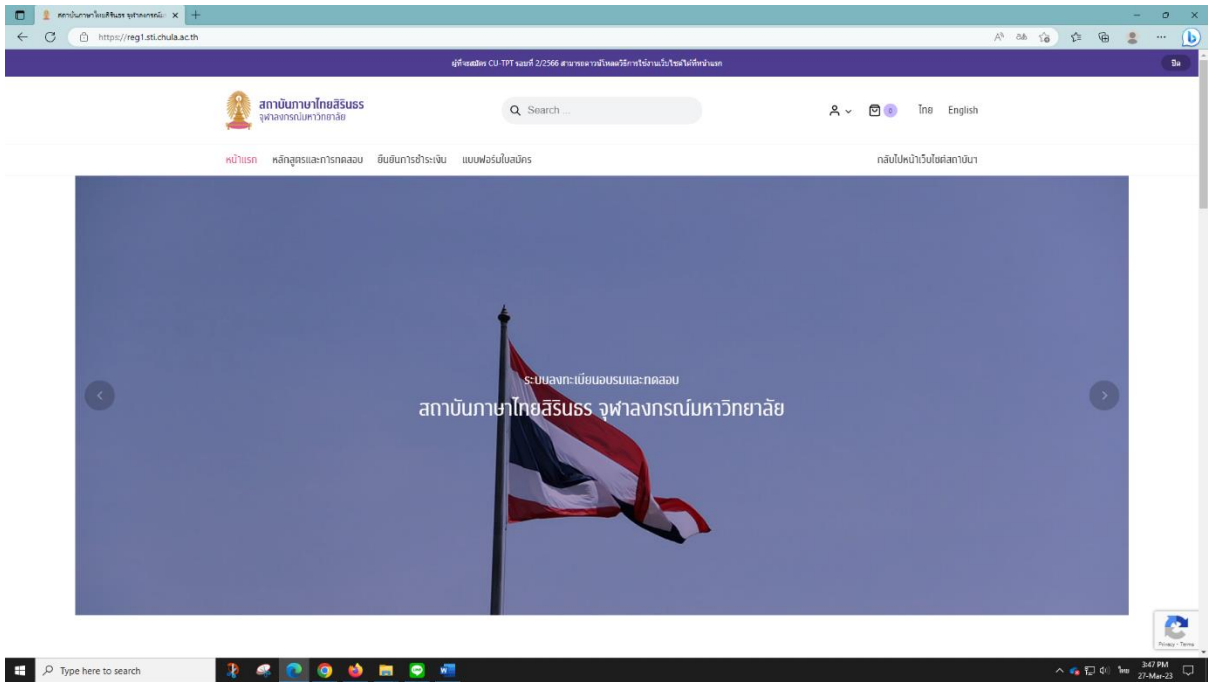 สถาบันภาษาไทยสิรินธร จุฬาลงกรณ์ม
https://reg1.sti.chula.ac.th
ผู้ที่จะสมัคร CU-TPT รอบที่ 2/2566 สามารถดาวน์โหลดวิธีการใช้งานเว็บไซต์ได้ที่หน้าแรก
ปิด
สถาบันภาษาไทยสิรินธร
จุฬาลงกรณ์มหาวิทยาลัย
Search ...
0
ไทย English
หน้าแรก หลักสูตรและการทดสอบ ยืนยันการชำระเงิน แบบฟอร์มใบสมัคร
กลับไปหน้าเว็บไซต์สถาบันฯ
ระบบลงทะเบียนอบรมและทดสอบ
สถาบันภาษาไทยสิรินธร จุฬาลงกรณ์มหาวิทยาลัย
Privacy - Terms
Type here to search
ไทย
3:47 PM
27-Mar-23